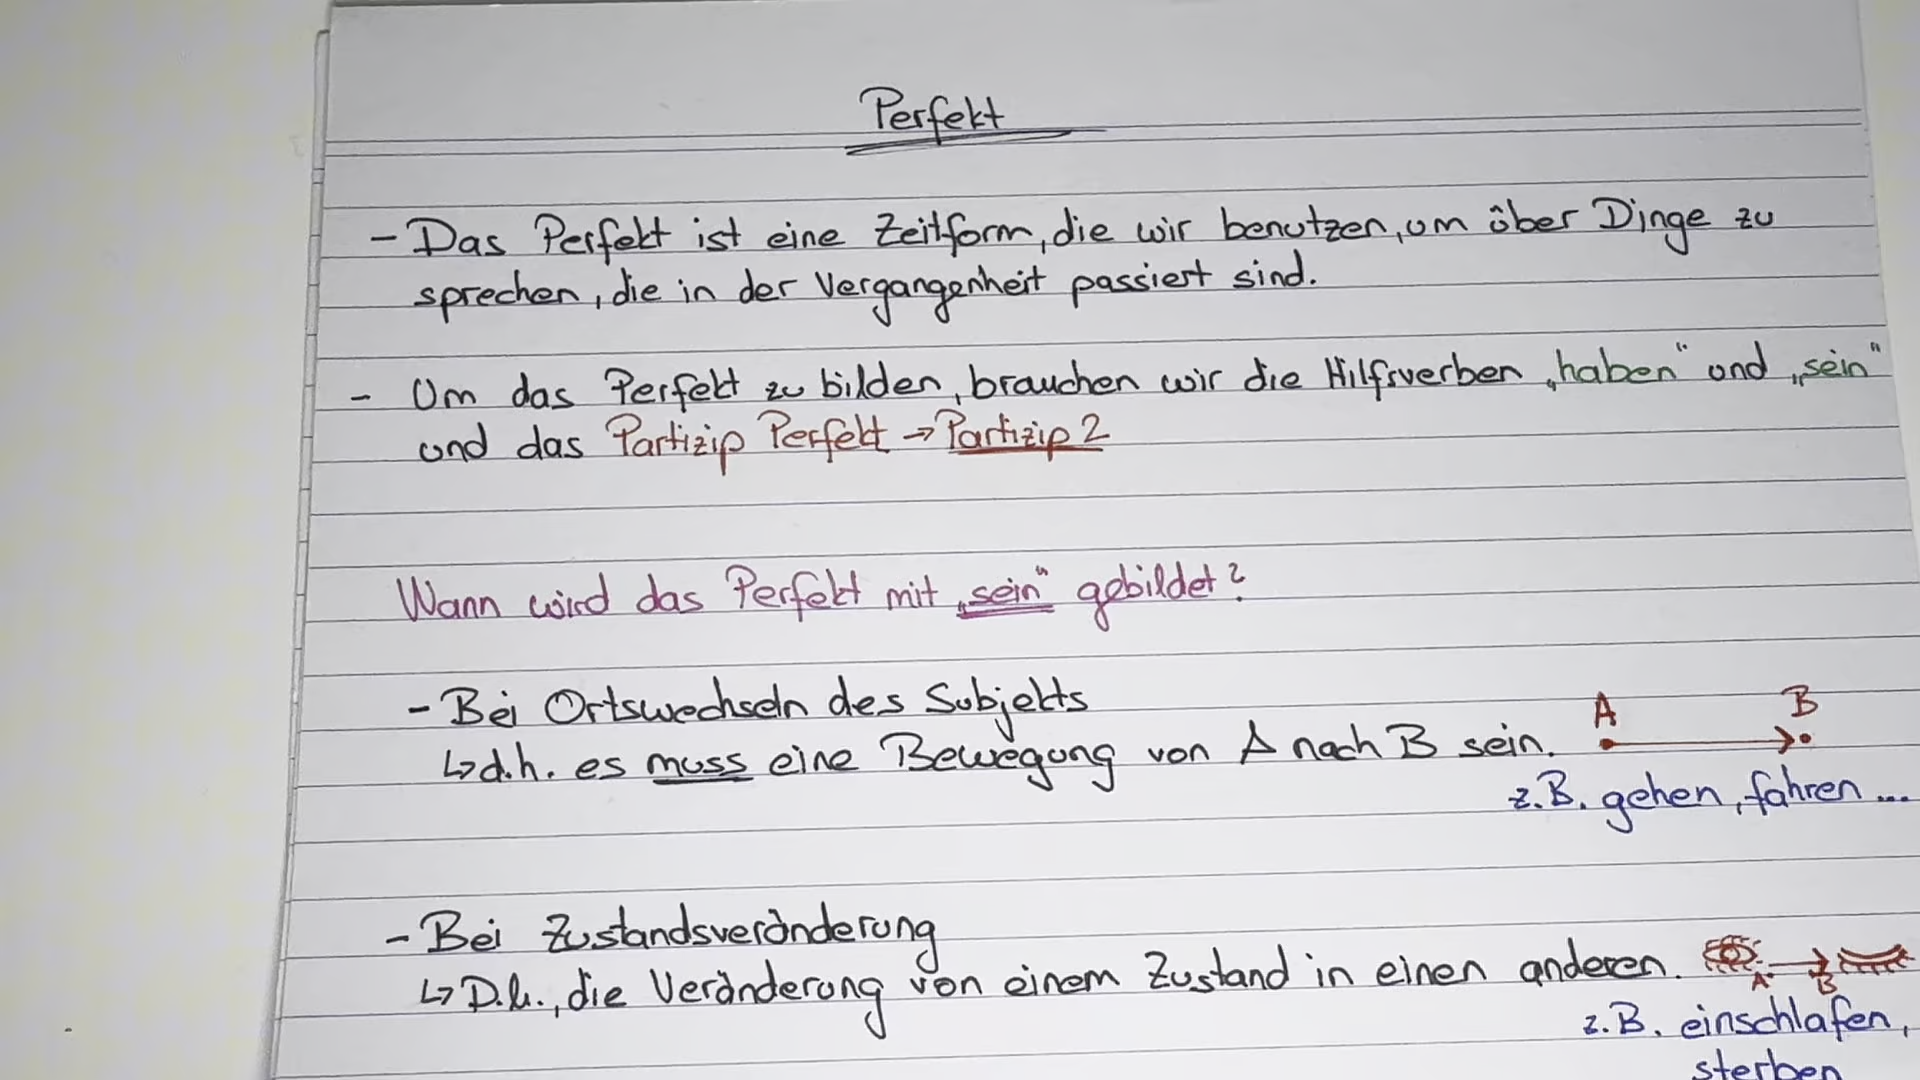 Perfekt
- Das Perfekt ist eine Zeitform, die wir benutzen, um über Dinge zu
sprechen, die in der Vergangenheit passiert sind.
- Um das Perfekt zu bilden, brauchen wir die Hilfsverben „haben“ und „sein“
und das Partizip Perfekt → Partizip 2
Wann wird das Perfekt mit „sein“ gebildet?
- Bei Ortswechseln des Subjekts
↳ d.h. es muss eine Bewegung von A nach B sein.
A B
z.B. gehen, fahren ...
- Bei Zustandsveränderung
↳ D.h., die Veränderung von einem Zustand in einen anderen.
A B
z.B. einschlafen,
sterben